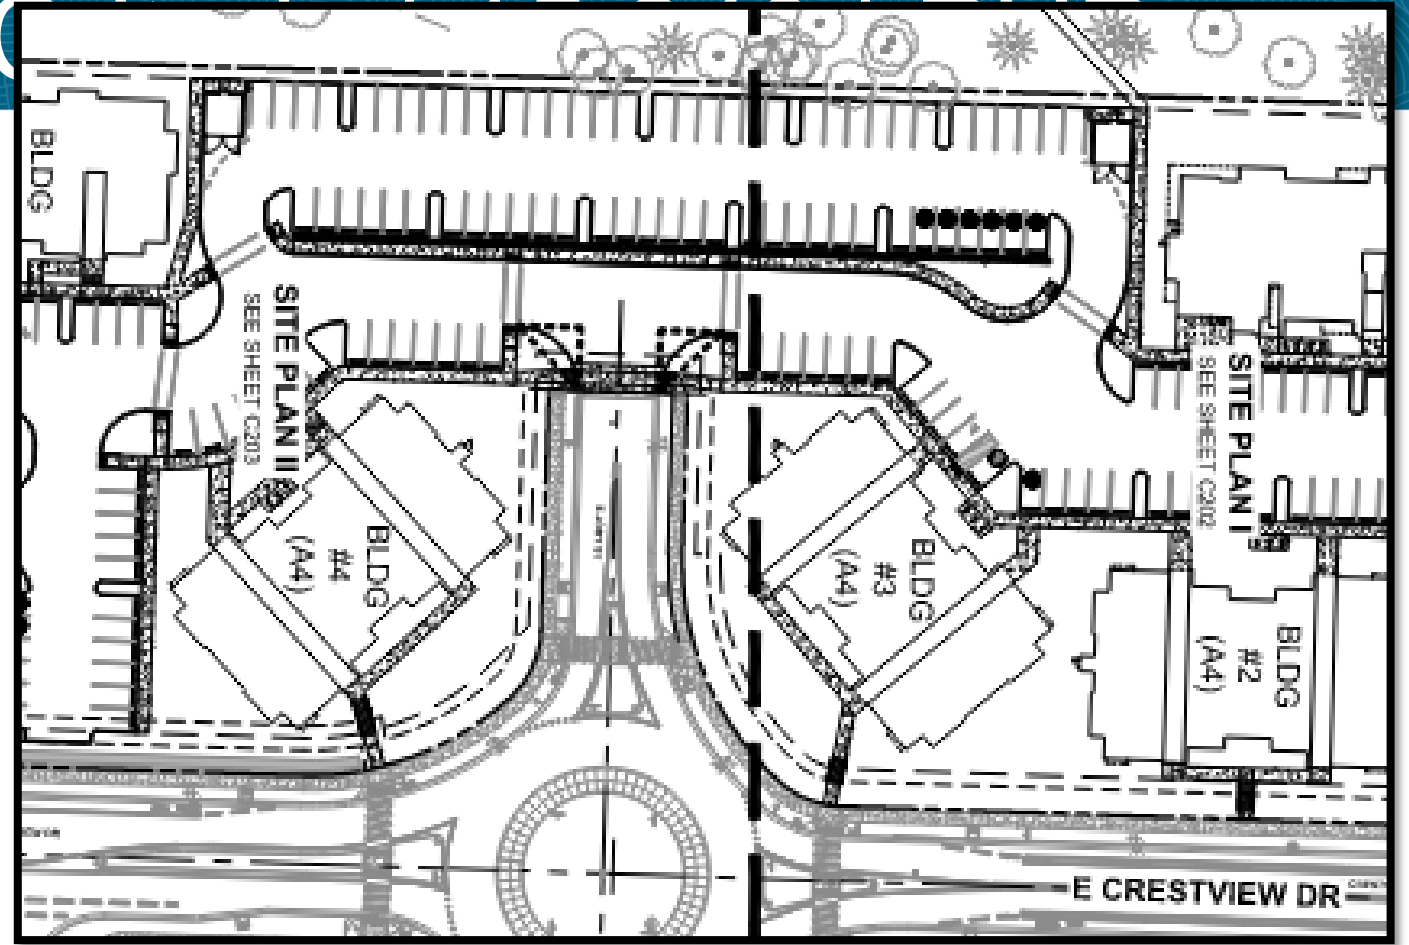 BLDG
SITE PLAN II
SEE SHEET C203
SITE PLAN I
SEE SHEET C202
BLDG
#4
(A4)
BLDG
#3
(A4)
BLDG
#2
(A4)
E CRESTVIEW DR